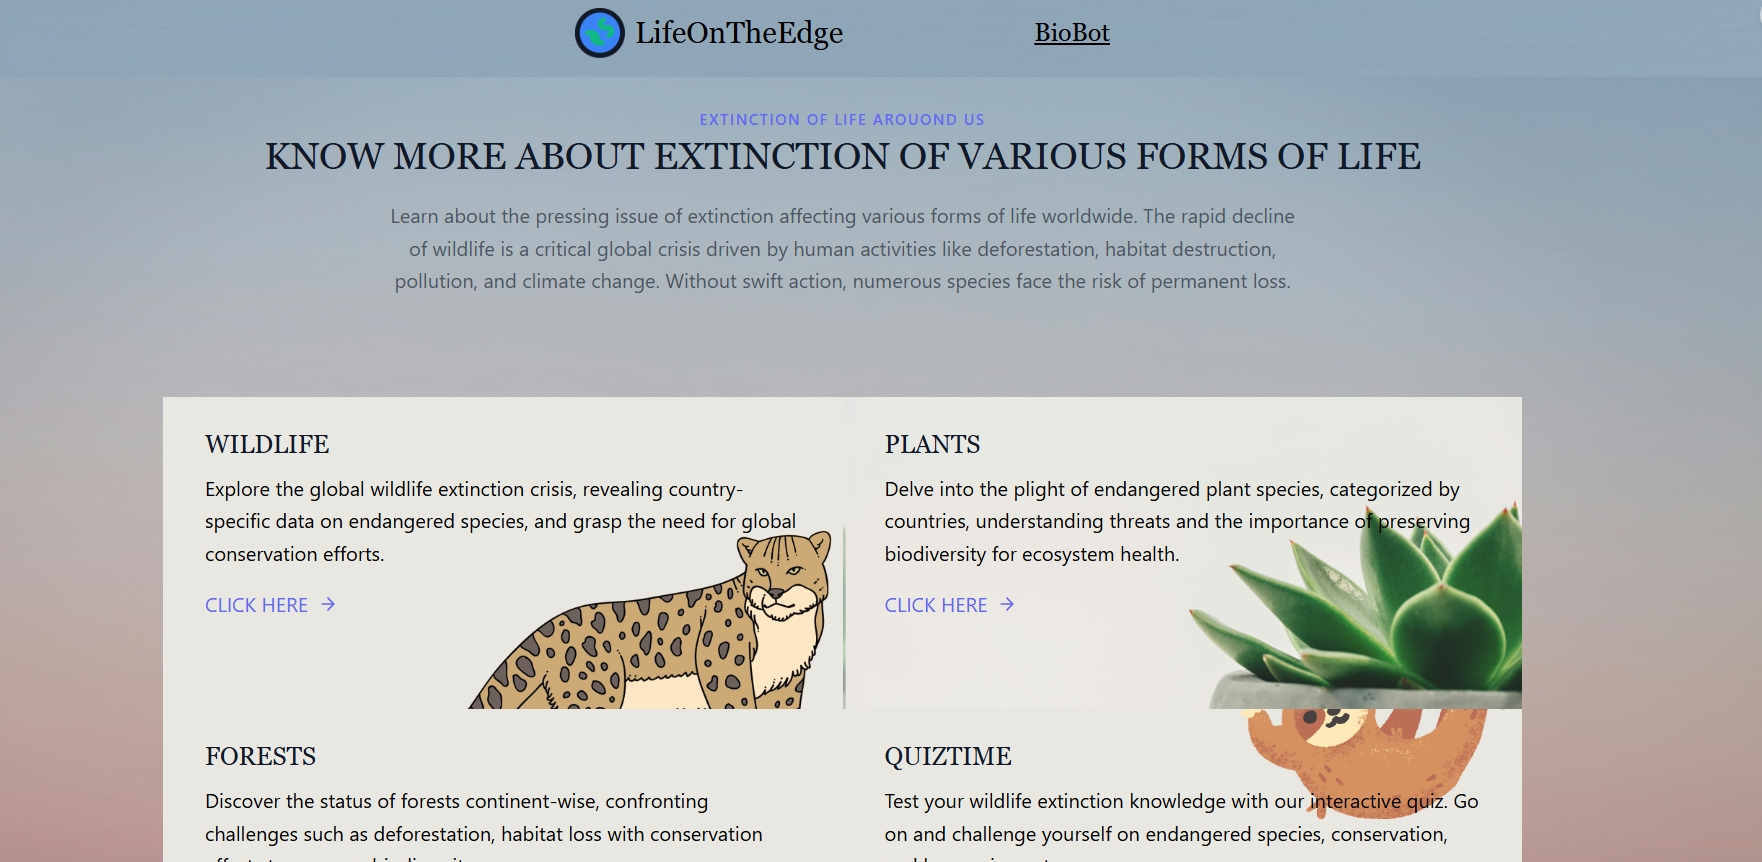 LifeOnTheEdge
BioBot
EXTINCTION OF LIFE AROUOND US
KNOW MORE ABOUT EXTINCTION OF VARIOUS FORMS OF LIFE
Learn about the pressing issue of extinction affecting various forms of life worldwide. The rapid decline
of wildlife is a critical global crisis driven by human activities like deforestation, habitat destruction,
pollution, and climate change. Without swift action, numerous species face the risk of permanent loss.
WILDLIFE
Explore the global wildlife extinction crisis, revealing country-
specific data on endangered species, and grasp the need for global
conservation efforts.
CLICK HERE →
PLANTS
Delve into the plight of endangered plant species, categorized by
countries, understanding threats and the importance of preserving
biodiversity for ecosystem health.
CLICK HERE →
FORESTS
Discover the status of forests continent-wise, confronting
challenges such as deforestation, habitat loss with conservation
QUIZTIME
Test your wildlife extinction knowledge with our interactive quiz. Go
on and challenge yourself on endangered species, conservation,